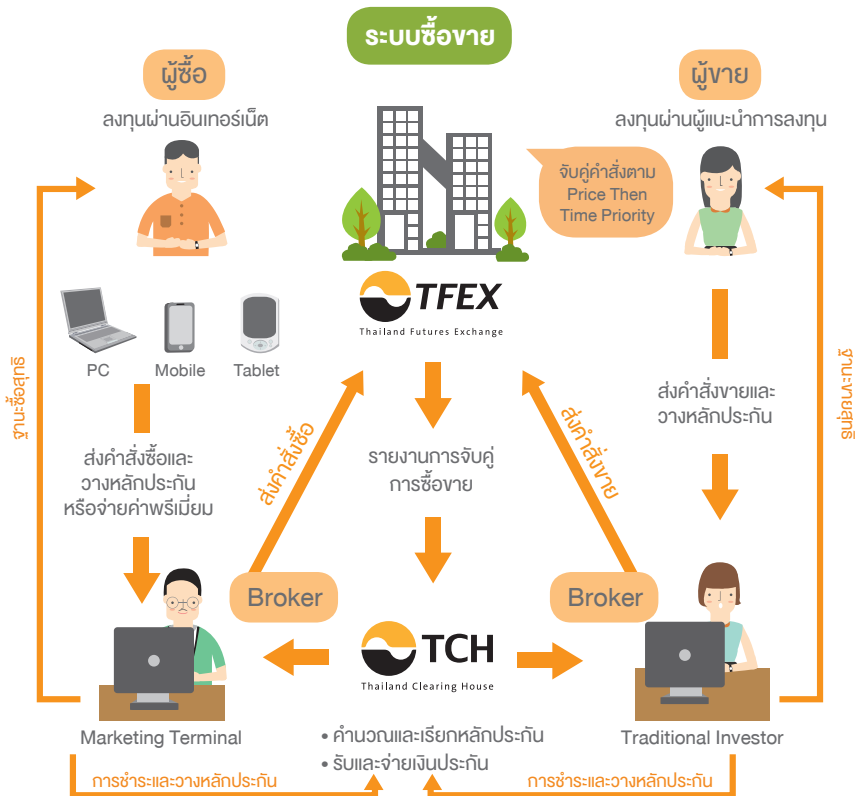 ระบบซื้อขาย
ผู้ซื้อ
ลงทุนผ่านอินเทอร์เน็ต
ผู้ขาย
ลงทุนผ่านผู้แนะนำการลงทุน
จับคู่คำสั่งตาม
Price Then
Time Priority
TFEX
Thailand Futures Exchange
PC
Mobile
Tablet
ฐานะซื้อสุทธิ
ส่งคำสั่งซื้อและ
วางหลักประกัน
หรือจ่ายค่าพรีเมี่ยม
ส่งคำสั่งซื้อ
รายงานการจับคู่
การซื้อขาย
ส่งคำสั่งขาย
ส่งคำสั่งขายและ
วางหลักประกัน
ฐานะขายสุทธิ
Broker
Broker
TCH
Thailand Clearing House
Marketing Terminal
• คำนวณและเรียกหลักประกัน
• รับและจ่ายเงินประกัน
Traditional Investor
การชำระและวางหลักประกัน
การชำระและวางหลักประกัน